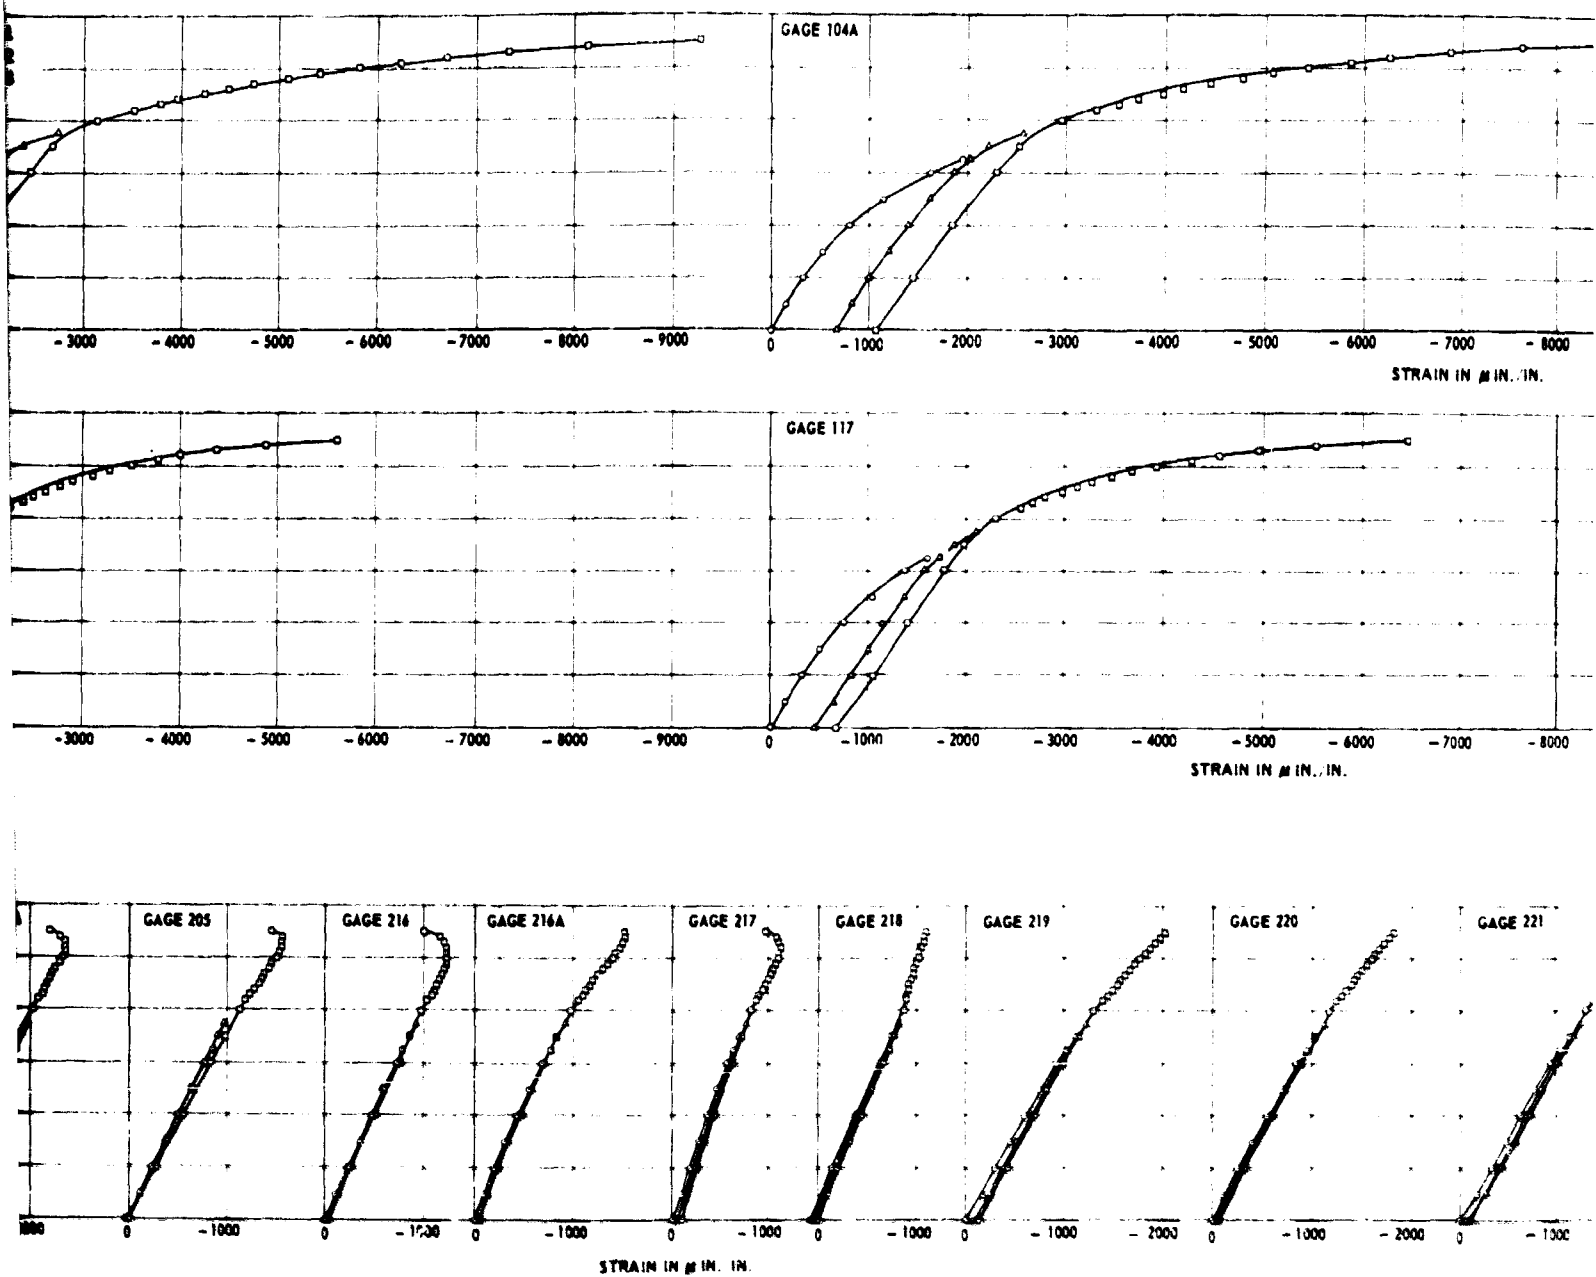 GAGE 104A
-3000 -4000 -5000 -6000 -7000 -8000 -9000 0 -1000 -2000 -3000 -4000 -5000 -6000 -7000 -8000
STRAIN IN μ IN./IN.
GAGE 117
-3000 -4000 -5000 -6000 -7000 -8000 -9000 0 -1000 -2000 -3000 -4000 -5000 -6000 -7000 -8000
STRAIN IN μ IN./IN.
GAGE 205 GAGE 216 GAGE 216A GAGE 217 GAGE 218 GAGE 219 GAGE 220 GAGE 221
0 -1000 0 -1000 0 -1000 0 -1000 0 -1000 0 -1000 -2000 0 -1000 -2000 0 -1000
STRAIN IN μ IN. IN.